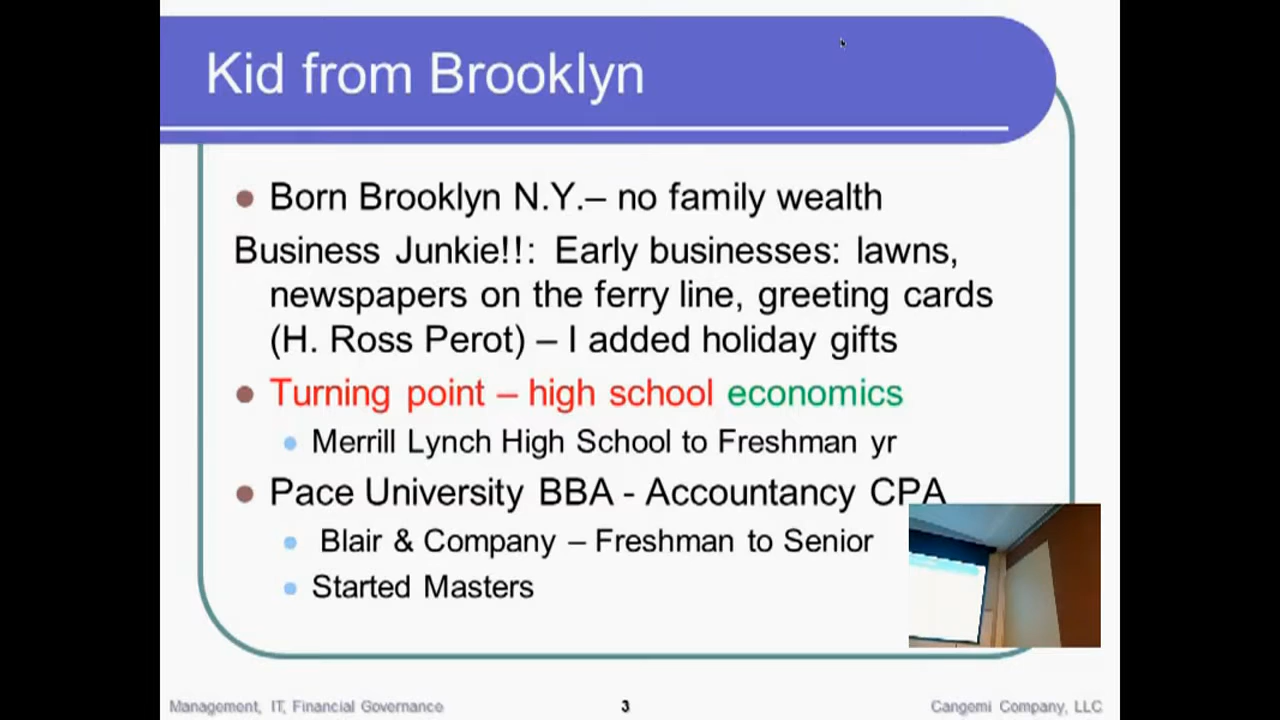 Kid from Brooklyn
Born Brooklyn N.Y.– no family wealth
Business Junkie!!: Early businesses: lawns,
newspapers on the ferry line, greeting cards
(H. Ross Perot) – I added holiday gifts
Turning point – high school economics
Merrill Lynch High School to Freshman yr
Pace University BBA - Accountancy CPA
Blair & Company – Freshman to Senior
Started Masters
Management, IT, Financial Governance
3
Cangemi Company, LLC